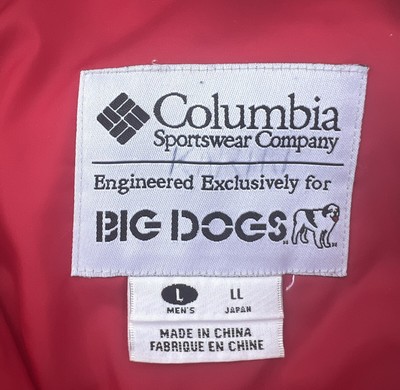 Columbia
Sportswear Company
Engineered Exclusively for
BIG DOGS
L LL
MEN'S JAPAN
MADE IN CHINA
FABRIQUE EN CHINE